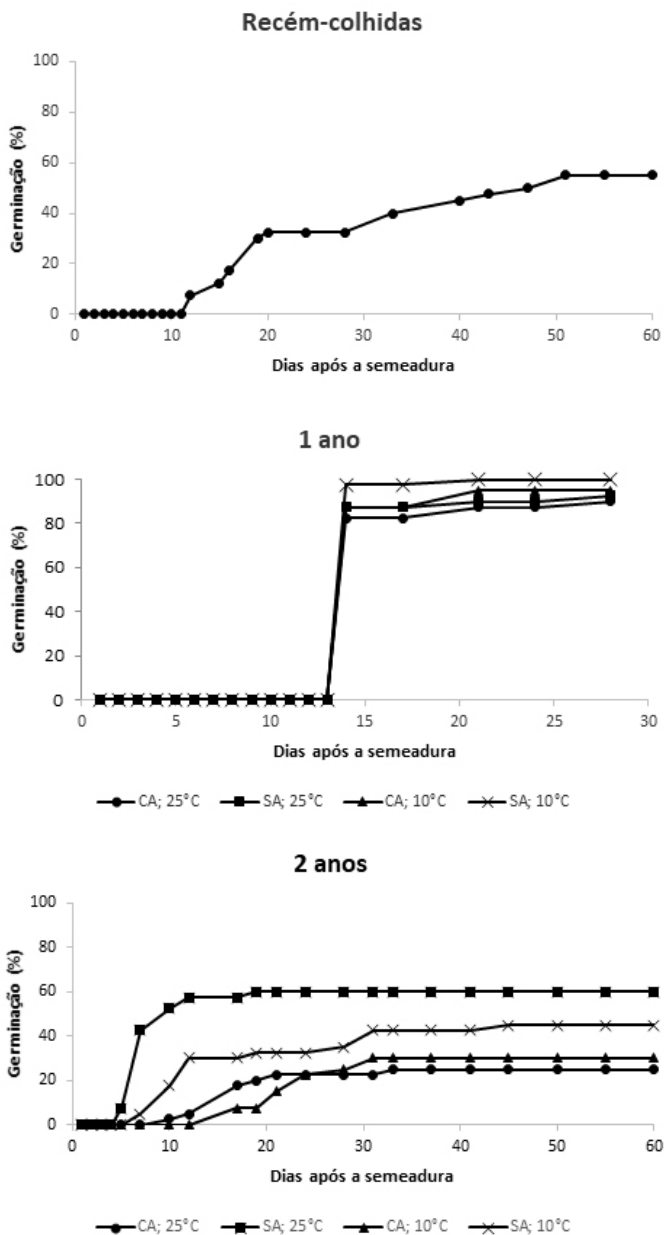 Recém-colhidas
100
80
60
40
20
0
Germinação (%)
0 10 20 30 40 50 60
Dias após a semeadura
1 ano
100
80
60
40
20
0
Germinação (%)
0 5 10 15 20 25 30
Dias após a semeadura
CA; 25°C SA; 25°C CA; 10°C SA; 10°C
2 anos
100
80
60
40
20
0
Germinação (%)
0 10 20 30 40 50 60
Dias após a semeadura
CA; 25°C SA; 25°C CA; 10°C SA; 10°C